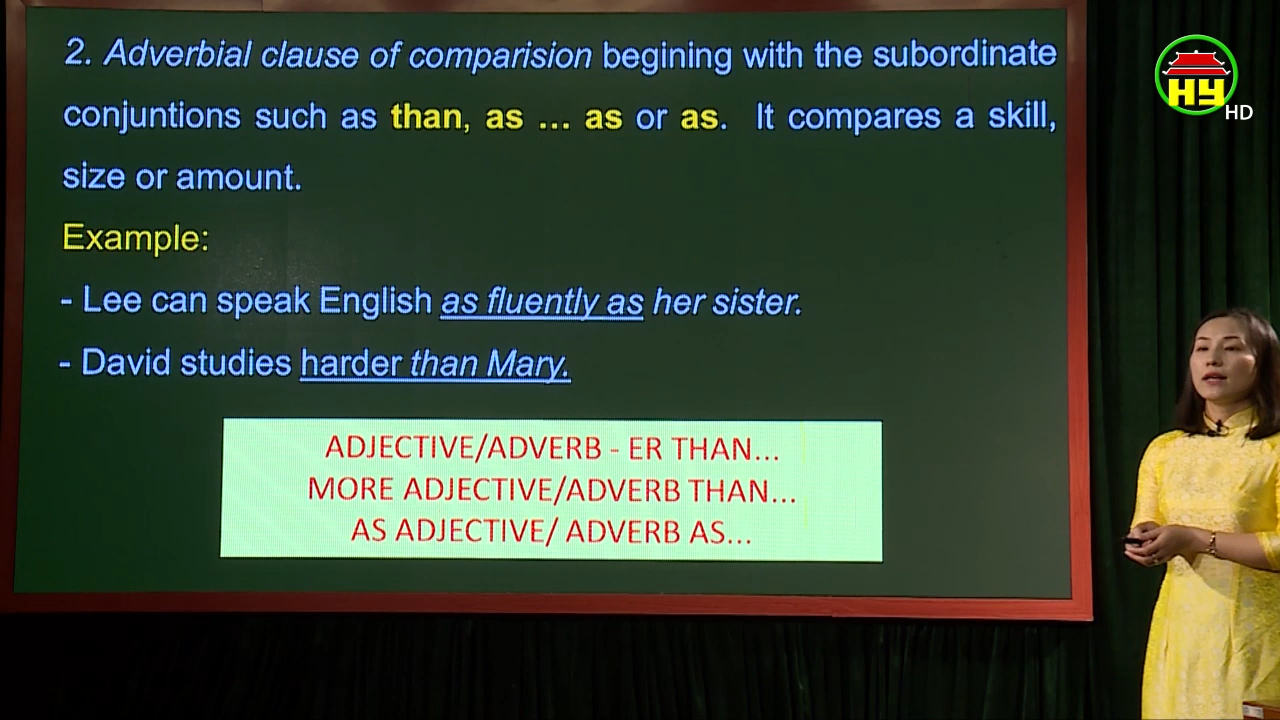 2. Adverbial clause of comparision begining with the subordinate
conjuntions such as than, as ... as or as. It compares a skill,
size or amount.
Example:
- Lee can speak English as fluently as her sister.
- David studies harder than Mary.
ADJECTIVE/ADVERB - ER THAN...
MORE ADJECTIVE/ADVERB THAN...
AS ADJECTIVE/ ADVERB AS...
HY
HD